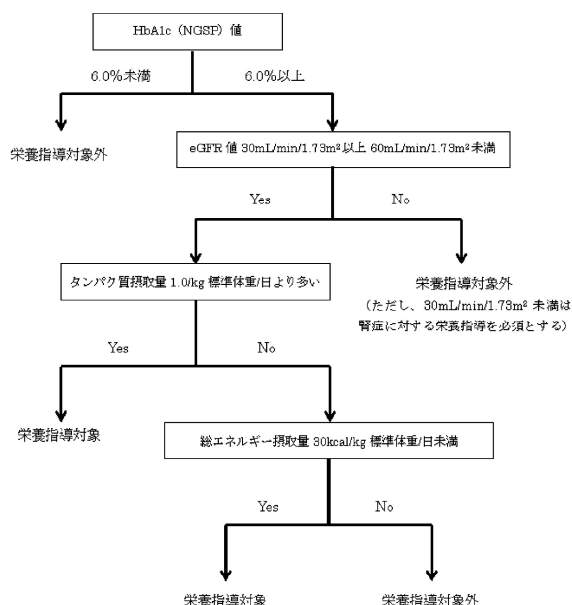 HbA1c（NGSP）値
6.0%未満
6.0%以上
栄養指導対象外
eGFR 値 30mL/min/1.73m² 以上 60mL/min/1.73m² 未満
Yes
No
タンパク質摂取量 1.0/kg 標準体重/日より多い
栄養指導対象外
（ただし、30mL/min/1.73m² 未満は
腎症に対する栄養指導を必須とする）
Yes
No
栄養指導対象
総エネルギー摂取量 30kcal/kg 標準体重/日未満
Yes
No
栄養指導対象
栄養指導対象外